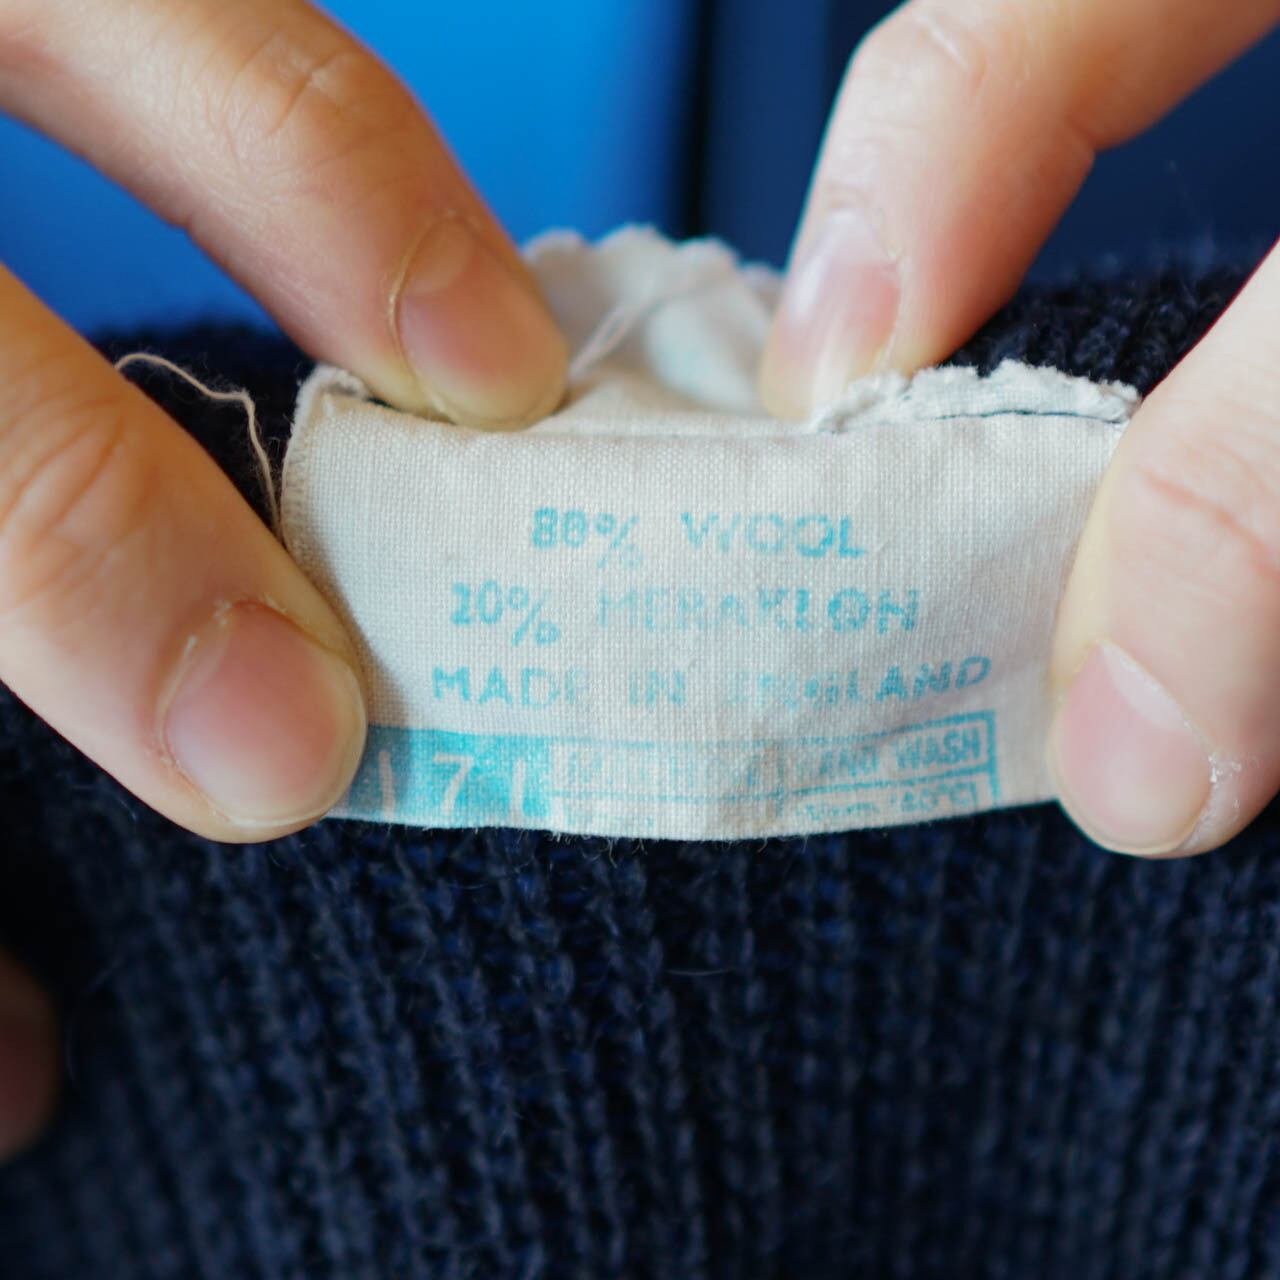 80% WOOL
20% MERAKLON
MADE IN ENGLAND
HAND WASH